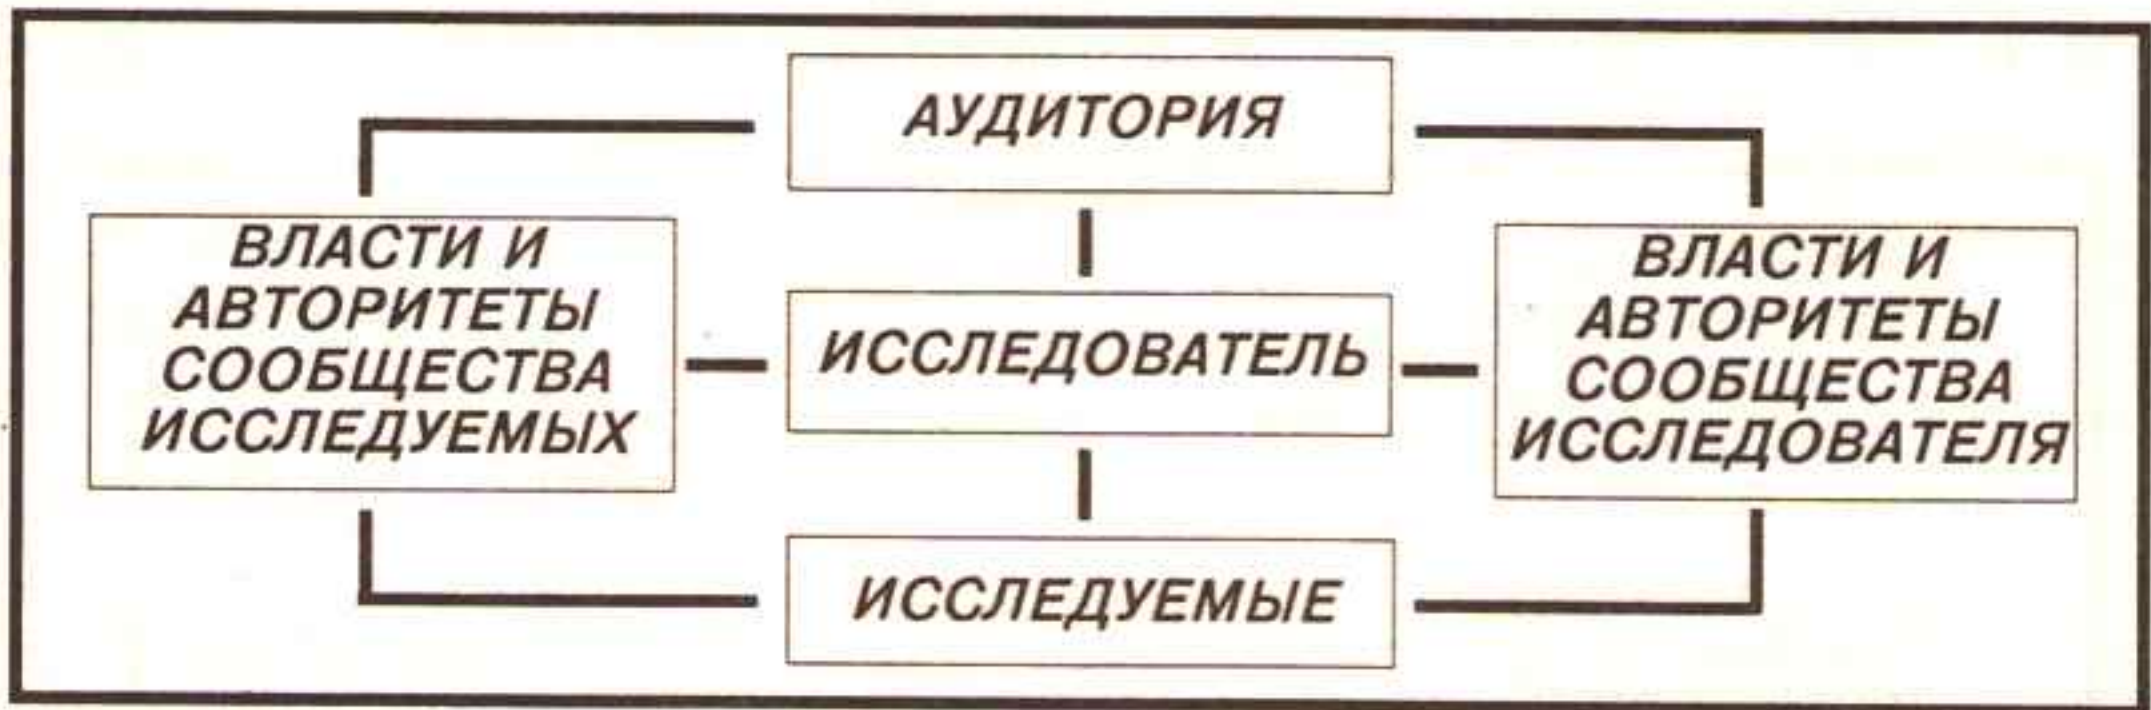 АУДИТОРИЯ
ВЛАСТИ И
АВТОРИТЕТЫ
СООБЩЕСТВА
ИССЛЕДУЕМЫХ
ИССЛЕДОВАТЕЛЬ
ВЛАСТИ И
АВТОРИТЕТЫ
СООБЩЕСТВА
ИССЛЕДОВАТЕЛЯ
ИССЛЕДУЕМЫЕ